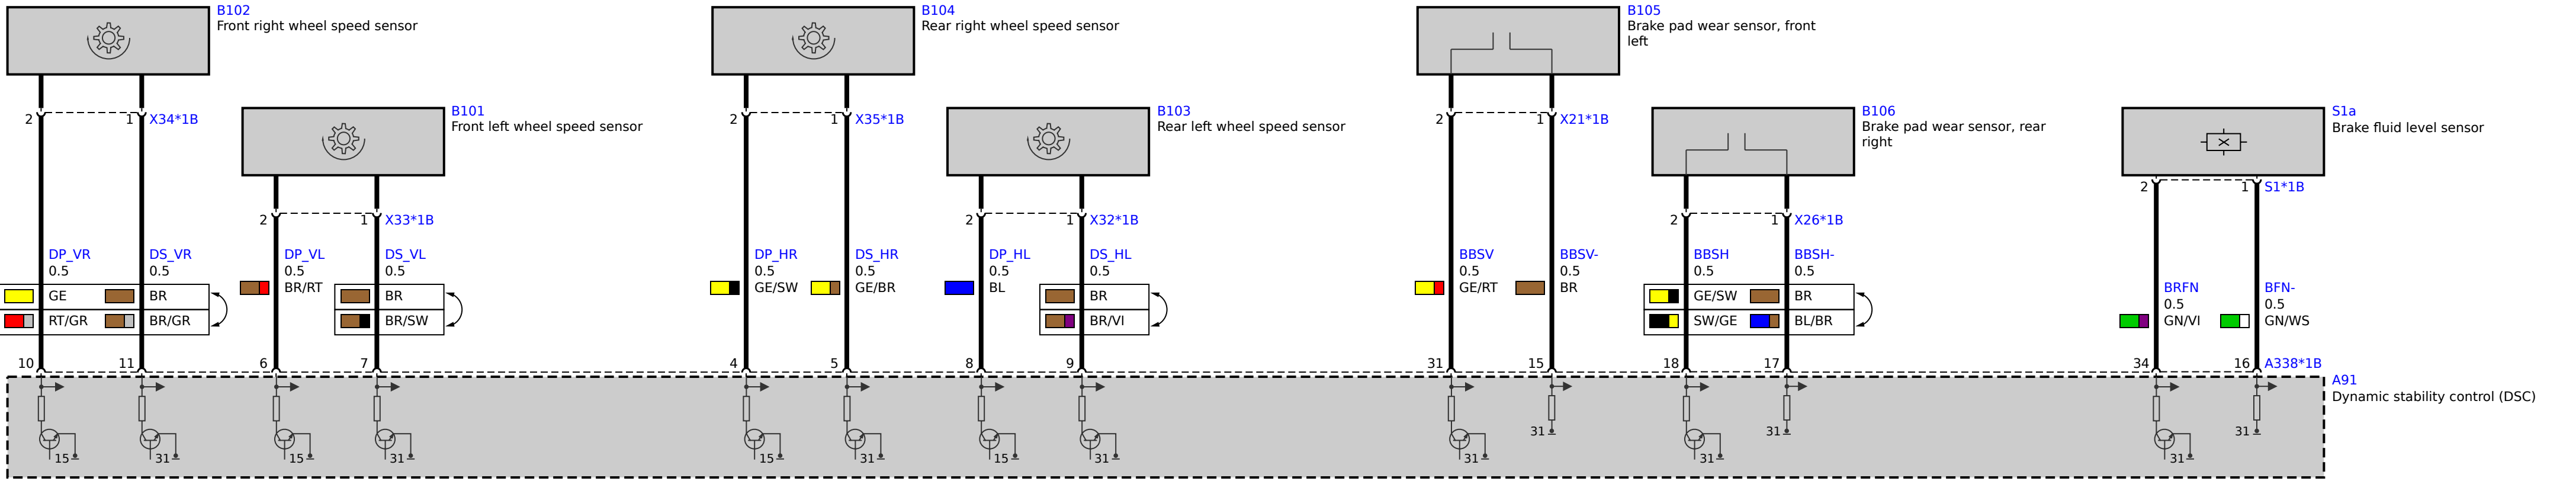 B102
Front right wheel speed sensor
B104
Rear right wheel speed sensor
B105
Brake pad wear sensor, front
left
B101
Front left wheel speed sensor
B103
Rear left wheel speed sensor
B106
Brake pad wear sensor, rear
right
S1a
Brake fluid level sensor
2 1 X34*1B
2 1 X35*1B
2 1 X21*1B
2 1 S1*1B
2 1 X33*1B
2 1 X32*1B
2 1 X26*1B
DP_VR
0.5
GE
RT/GR
DS_VR
0.5
BR
BR/GR
DP_VL
0.5
BR/RT
DS_VL
0.5
BR
BR/SW
DP_HR
0.5
GE/SW
DS_HR
0.5
GE/BR
DP_HL
0.5
BL
DS_HL
0.5
BR
BR/VI
BBSV
0.5
GE/RT
BBSV-
0.5
BR
BBSH
0.5
GE/SW
SW/GE
BBSH-
0.5
BR
BL/BR
BRFN
0.5
GN/VI
BFN-
0.5
GN/WS
10 11 6 7 4 5 8 9 31 15 18 17 34 16 A338*1B
A91
Dynamic stability control (DSC)
31 31 31
15 31 15 31 15 31 15 31 31 31 31